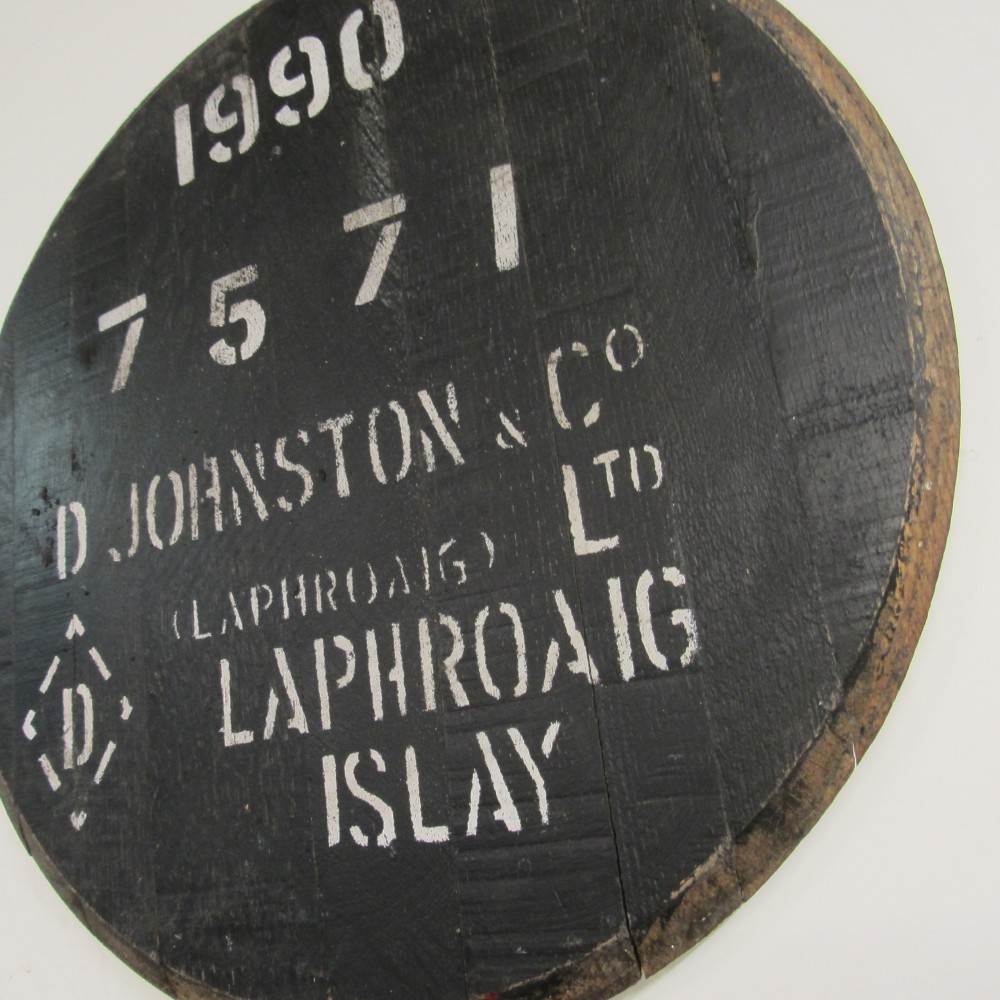 1990
7571
D JOHNSTON & CO
LTD
(LAPHROAIG)
LAPHROAIG
D
ISLAY